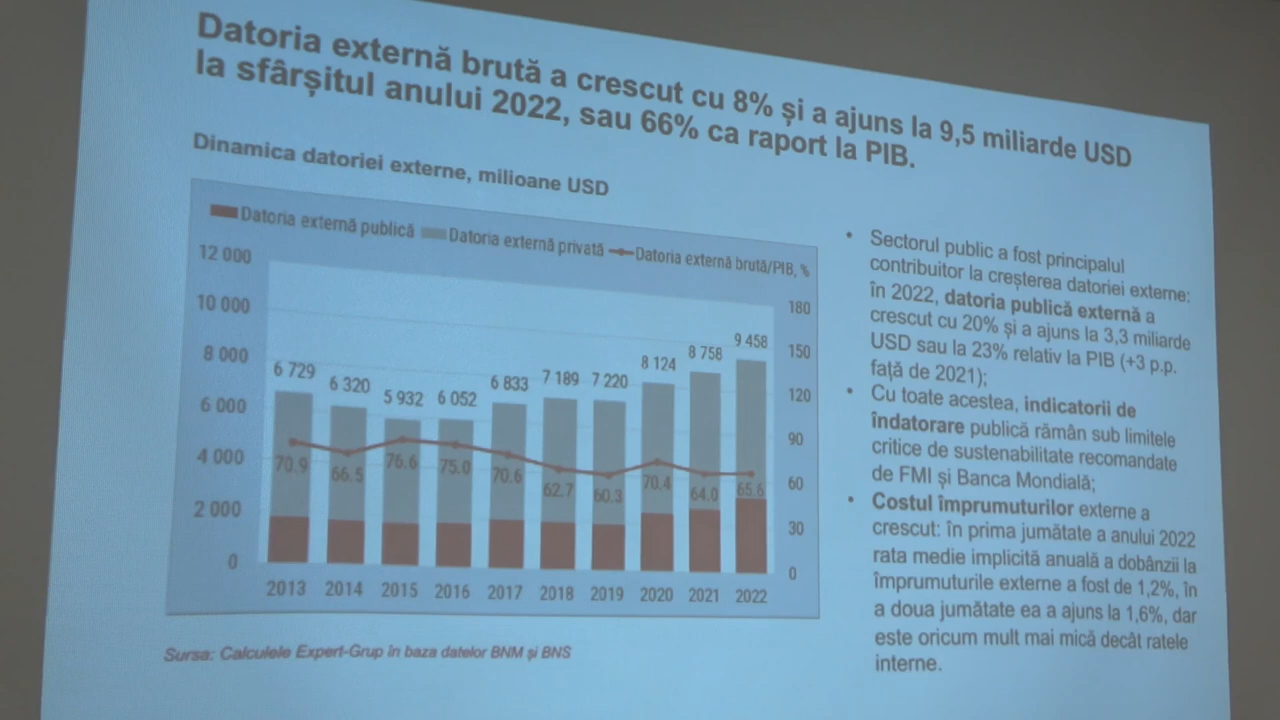 Datoria externă brută a crescut cu 8% și a ajuns la 9,5 miliarde USD
la sfârșitul anului 2022, sau 66% ca raport la PIB.
Dinamica datoriei externe, milioane USD
Datoria externă publică Datoria externă privată Datoria externă brută/PIB, %
12 000
10 000
8 000
6 000
4 000
2 000
0
180
150
120
90
60
30
0
6 729 6 320 5 932 6 052 6 833 7 189 7 220 8 124 8 758 9 458
70.9 66.5 76.6 75.0 70.6 62.7 60.3 70.4 64.0 65.6
2013 2014 2015 2016 2017 2018 2019 2020 2021 2022
Sursa: Calculele Expert-Grup în baza datelor BNM și BNS
• Sectorul public a fost principalul
contribuitor la creșterea datoriei externe:
în 2022, datoria publică externă a
crescut cu 20% și a ajuns la 3,3 miliarde
USD sau la 23% relativ la PIB (+3 p.p.
față de 2021);
• Cu toate acestea, indicatorii de
îndatorare publică rămân sub limitele
critice de sustenabilitate recomandate
de FMI și Banca Mondială;
• Costul împrumuturilor externe a
crescut: în prima jumătate a anului 2022
rata medie implicită anuală a dobânzii la
împrumuturile externe a fost de 1,2%, în
a doua jumătate ea a ajuns la 1,6%, dar
este oricum mult mai mică decât ratele
interne.